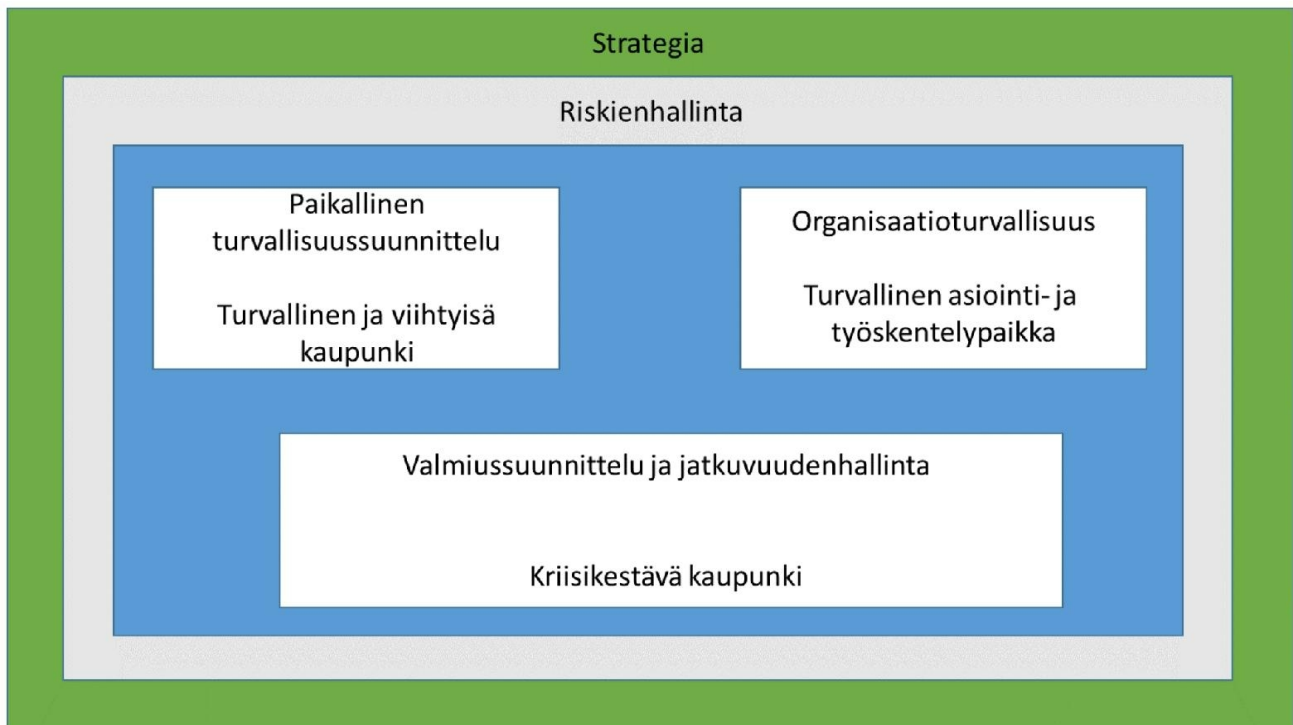 Strategia
Riskienhallinta
Paikallinen
turvallisuussuunnittelu
Turvallinen ja viihtyisä
kaupunki
Organisaatioturvallisuus
Turvallinen asiointi- ja
työskentelypaikka
Valmiussuunnittelu ja jatkuvuudenhallinta
Kriisikestävä kaupunki